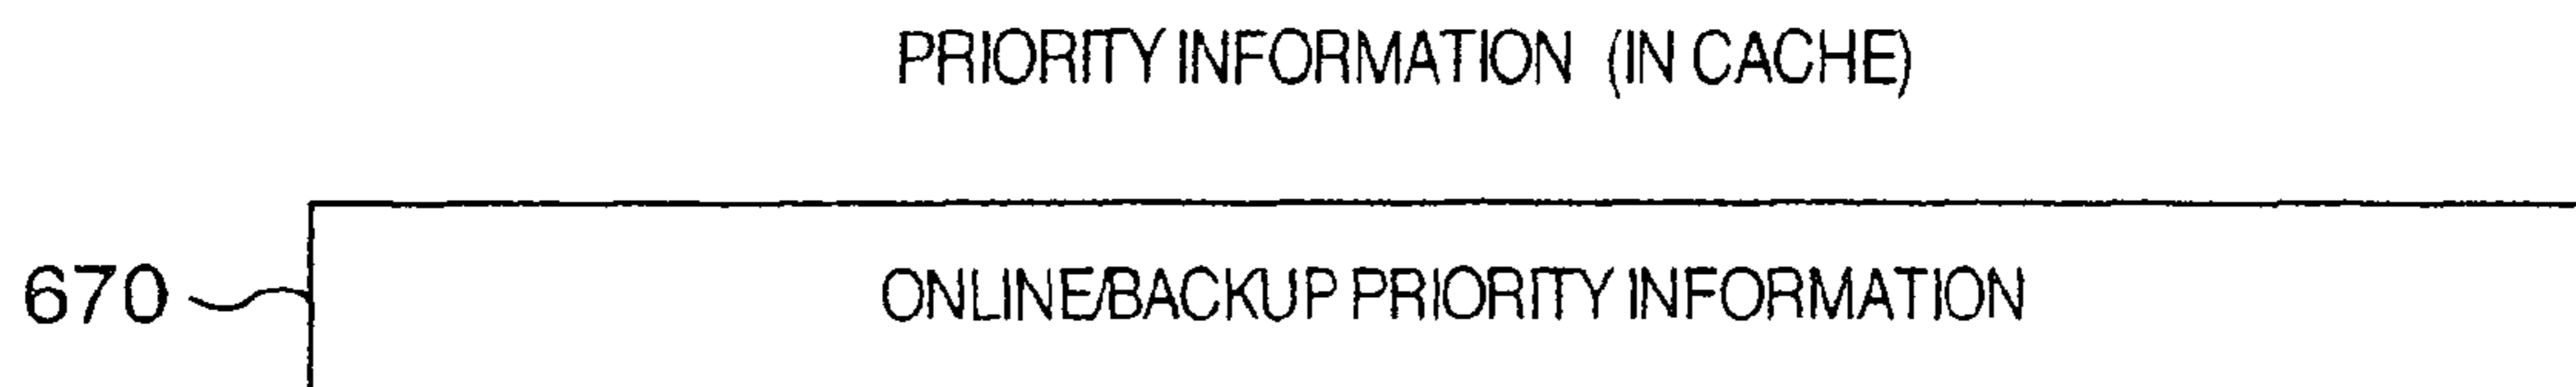 PRIORITY INFORMATION (IN CACHE)
670 ONLINE/BACKUP PRIORITY INFORMATION